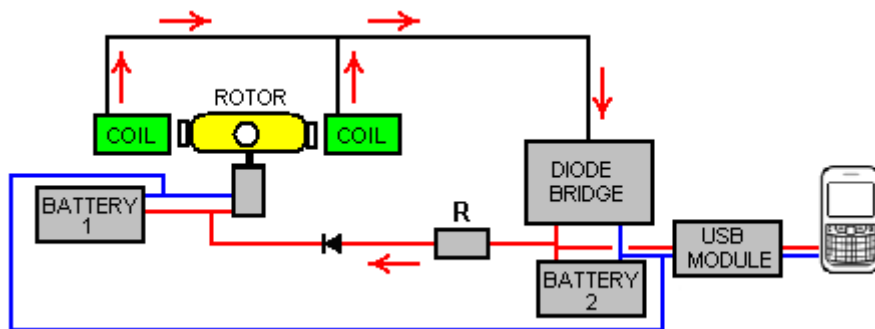 ROTOR
COIL
COIL
DIODE
BRIDGE
BATTERY
1
R
USB
MODULE
BATTERY
2